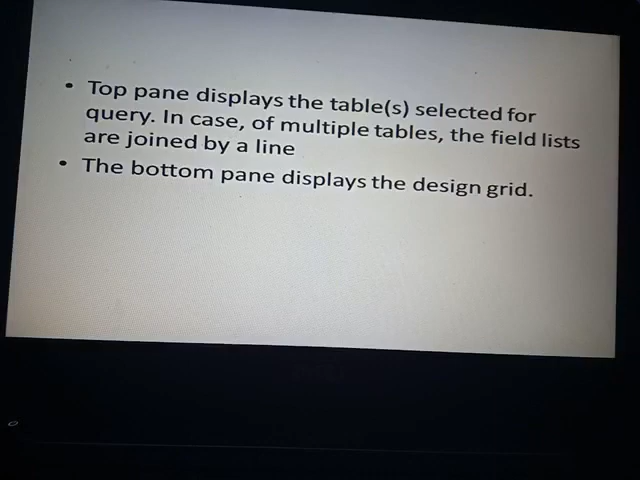 • Top pane displays the table(s) selected for
query. In case, of multiple tables, the field lists
are joined by a line
• The bottom pane displays the design grid.